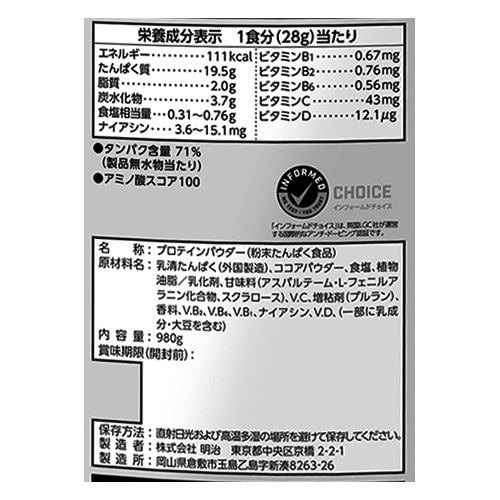 栄養成分表示 1食分(28g)当たり
エネルギー 111kcal
たんぱく質 19.5g
脂質 2.0g
炭水化物 3.7g
食塩相当量 0.31~0.76g
ナイアシン 3.6~15.1mg
ビタミンB1 0.67mg
ビタミンB2 0.76mg
ビタミンB6 0.56mg
ビタミンC 43mg
ビタミンD 12.1μg
●タンパク含量 71%
(製品無水物当たり)
●アミノ酸スコア100
INFORMED
WE TEST・YOU TRUST
CHOICE
インフォームドチョイス
「インフォームドチョイス」は、英国LGC社が運営
する国際的なアンチ・ドーピング認証です。
名称:プロテインパウダー(粉末たんぱく食品)
原材料名:乳清たんぱく(外国製造)、ココアパウダー、食塩、植物
油脂/乳化剤、甘味料(アスパルテーム・L-フェニルア
ラニン化合物、スクラロース)、V.C、増粘剤(プルラン)、
香料、V.B₂、V.B₆、V.B₁、ナイアシン、V.D、(一部に乳成
分・大豆を含む)
内容量:980g
賞味期限(開封前):
保存方法:直射日光および高温多湿の場所を避けて保存してください。
製造者:株式会社 明治 東京都中央区京橋 2-2-1
製造所:岡山県倉敷市玉島乙島字新湊8263-26